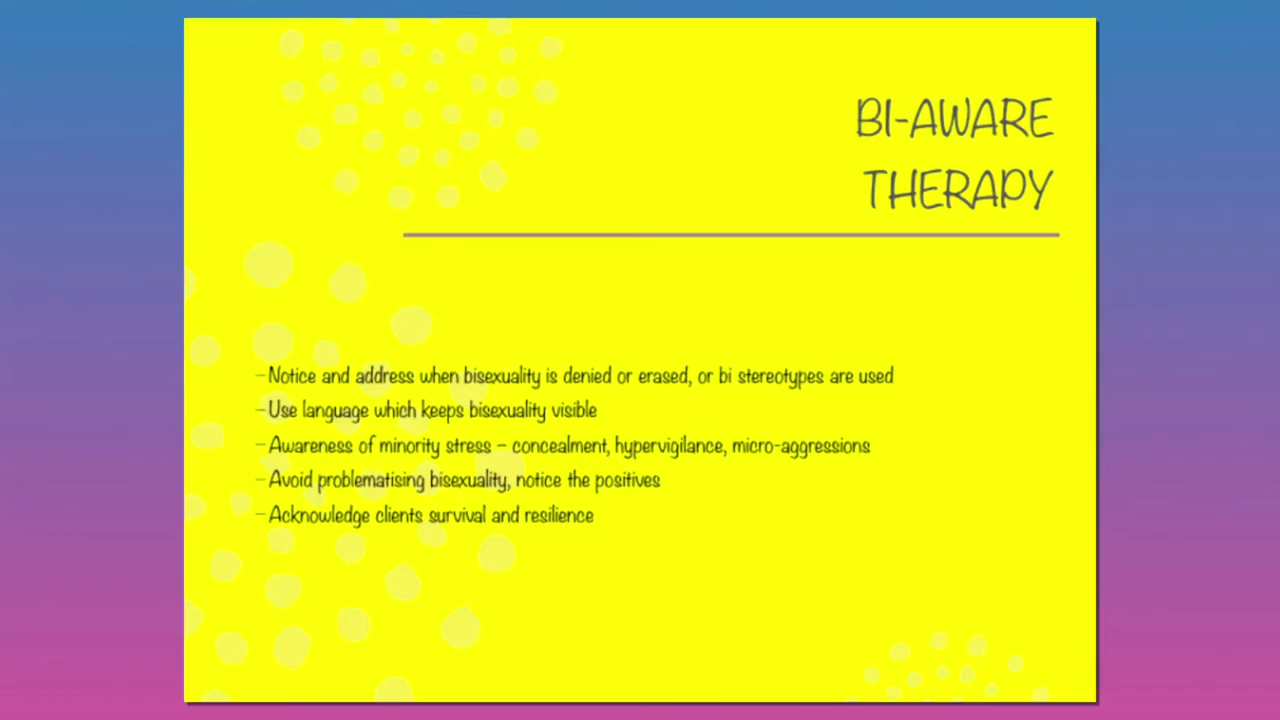 BI-AWARE
THERAPY
–Notice and address when bisexuality is denied or erased, or bi stereotypes are used
–Use language which keeps bisexuality visible
–Awareness of minority stress – concealment, hypervigilance, micro-aggressions
–Avoid problematising bisexuality, notice the positives
–Acknowledge clients survival and resilience